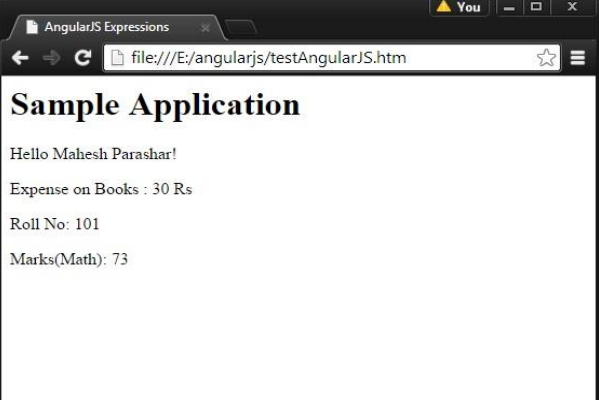 You
AngularJS Expressions
file:///E:/angularjs/testAngularJS.htm
Sample Application
Hello Mahesh Parashar!
Expense on Books : 30 Rs
Roll No: 101
Marks(Math): 73